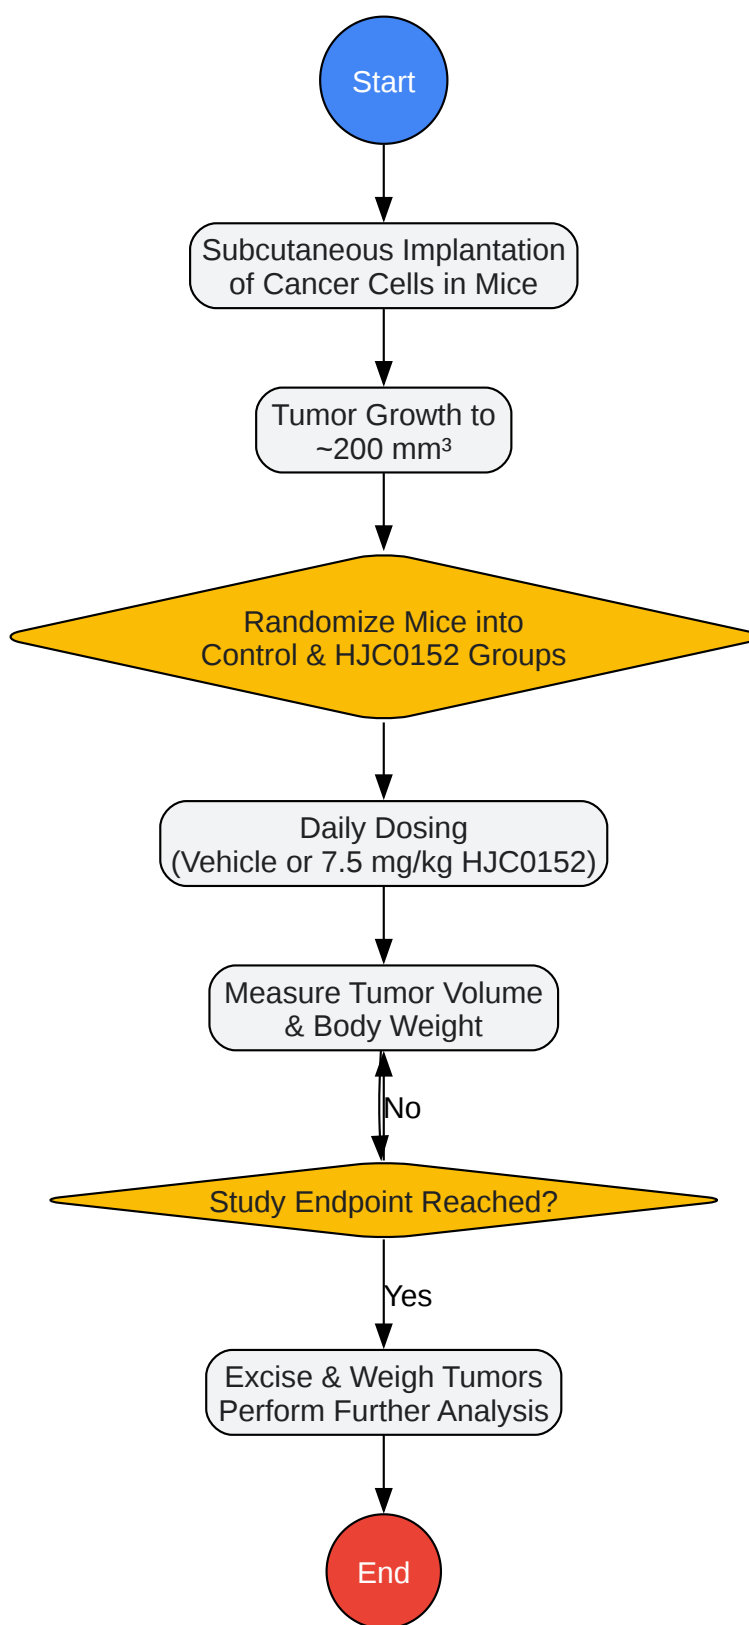 Start
Subcutaneous Implantation
of Cancer Cells in Mice
Tumor Growth to
~200 mm³
Randomize Mice into
Control & HJC0152 Groups
Daily Dosing
(Vehicle or 7.5 mg/kg HJC0152)
Measure Tumor Volume
& Body Weight
No
Study Endpoint Reached?
Yes
Excise & Weigh Tumors
Perform Further Analysis
End